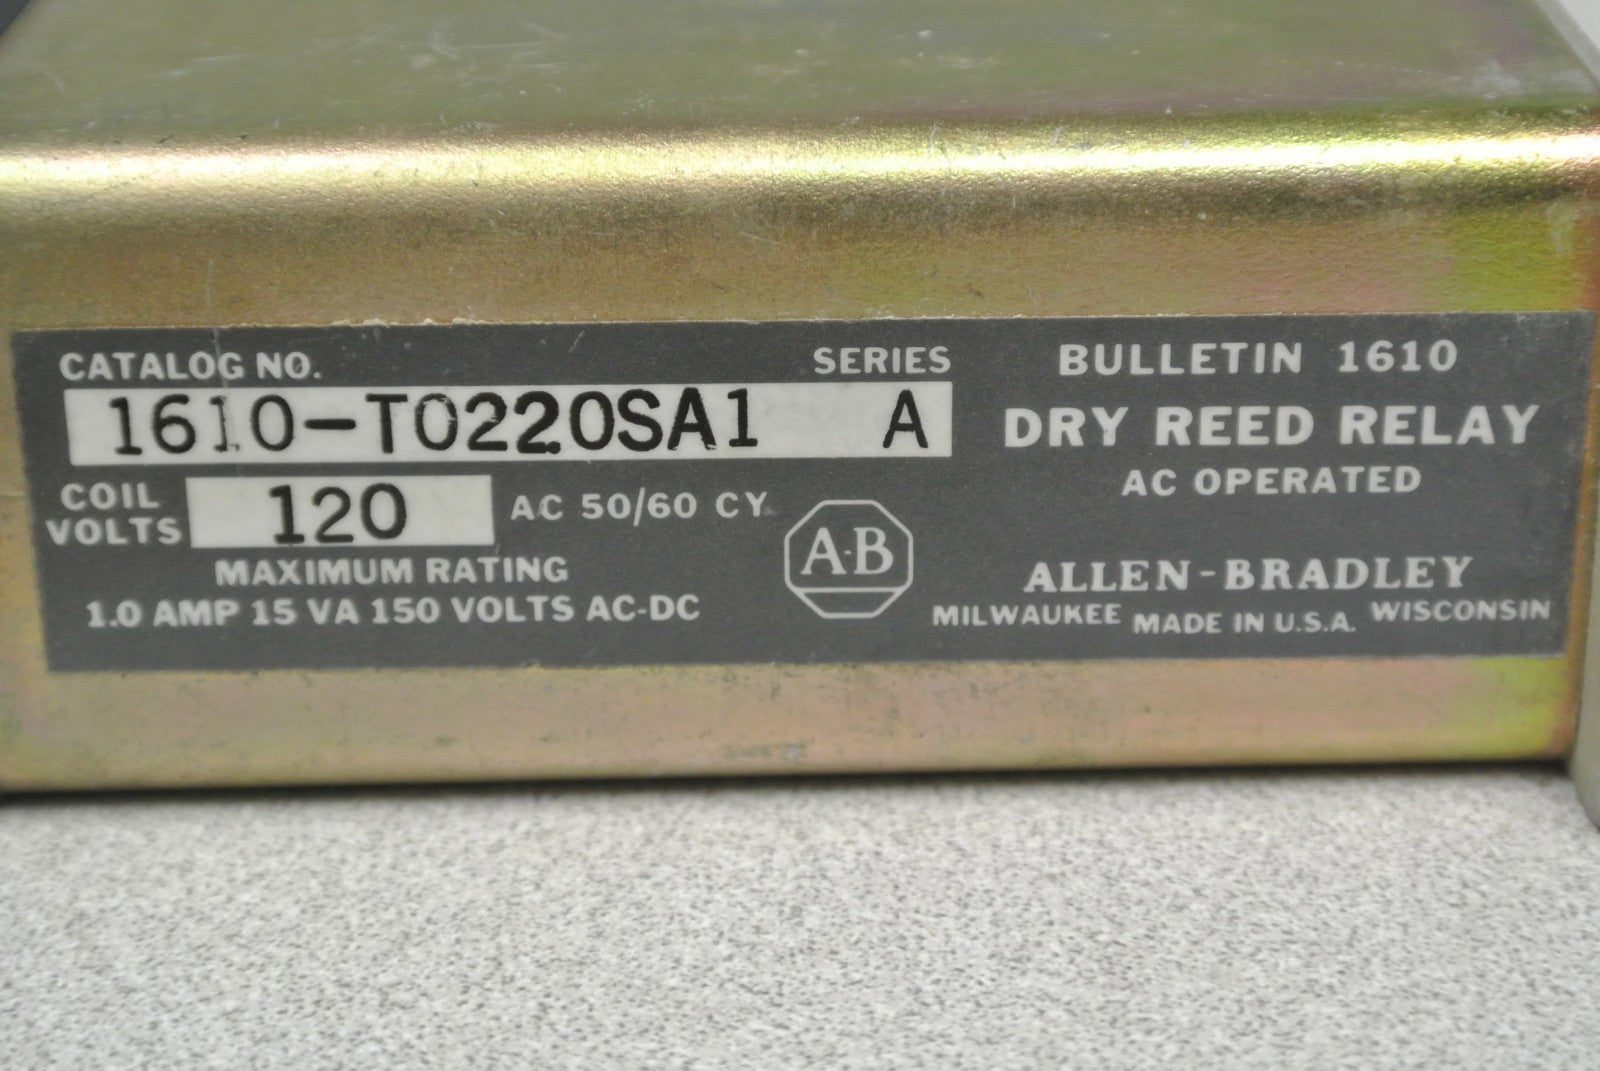 CATALOG NO. SERIES
1610-T0220SA1 A
COIL VOLTS 120 AC 50/60 CY.
MAXIMUM RATING
1.0 AMP 15 VA 150 VOLTS AC-DC
A-B
BULLETIN 1610
DRY REED RELAY
AC OPERATED
ALLEN-BRADLEY
MILWAUKEE MADE IN U.S.A. WISCONSIN